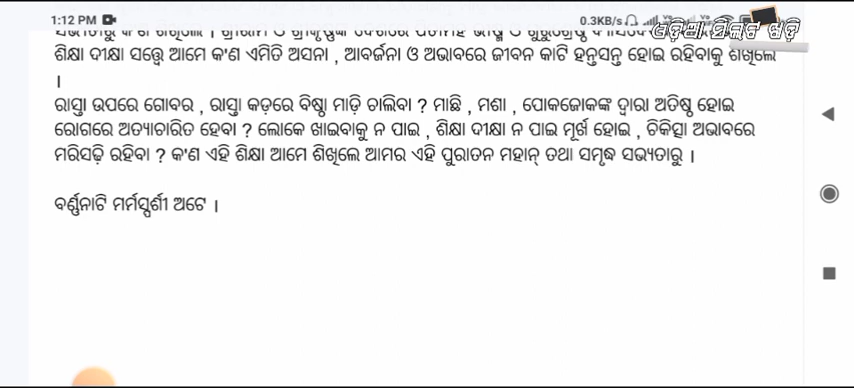 1:12 PM
0.3KB/s
ଓଡ଼ିଆ ସିଲଟ ଖଡ଼ି
ଶିକ୍ଷା ଦୀକ୍ଷା ସତ୍ତ୍ୱେ ଆମେ କ'ଣ ଏମିତି ଅସନା , ଆବର୍ଜନା ଓ ଅଭାବରେ ଜୀବନ କାଟି ହନ୍ତସନ୍ତ ହୋଇ ରହିବାକୁ ଶିଖିଲେ
।
ରାସ୍ତା ଉପରେ ଗୋବର , ରାସ୍ତା କଡ଼ରେ ବିଷ୍ଠା ମାଡ଼ି ଚାଲିବା ? ମାଛି , ମଶା , ପୋକଜୋକଙ୍କ ଦ୍ୱାରା ଅତିଷ୍ଠ ହୋଇ
ରୋଗରେ ଅତ୍ୟାଚାରିତ ହେବା ? ଲୋକେ ଖାଇବାକୁ ନ ପାଇ , ଶିକ୍ଷା ଦୀକ୍ଷା ନ ପାଇ ମୂର୍ଖ ହୋଇ , ଚିକିତ୍ସା ଅଭାବରେ
ମରିସଢ଼ି ରହିବା ? କ'ଣ ଏହି ଶିକ୍ଷା ଆମେ ଶିଖିଲେ ଆମର ଏହି ପୁରାତନ ମହାନ୍ ତଥା ସମୃଦ୍ଧ ସଭ୍ୟତାରୁ ।
ବର୍ଣ୍ଣନାଟି ମର୍ମସ୍ପର୍ଶୀ ଅଟେ ।